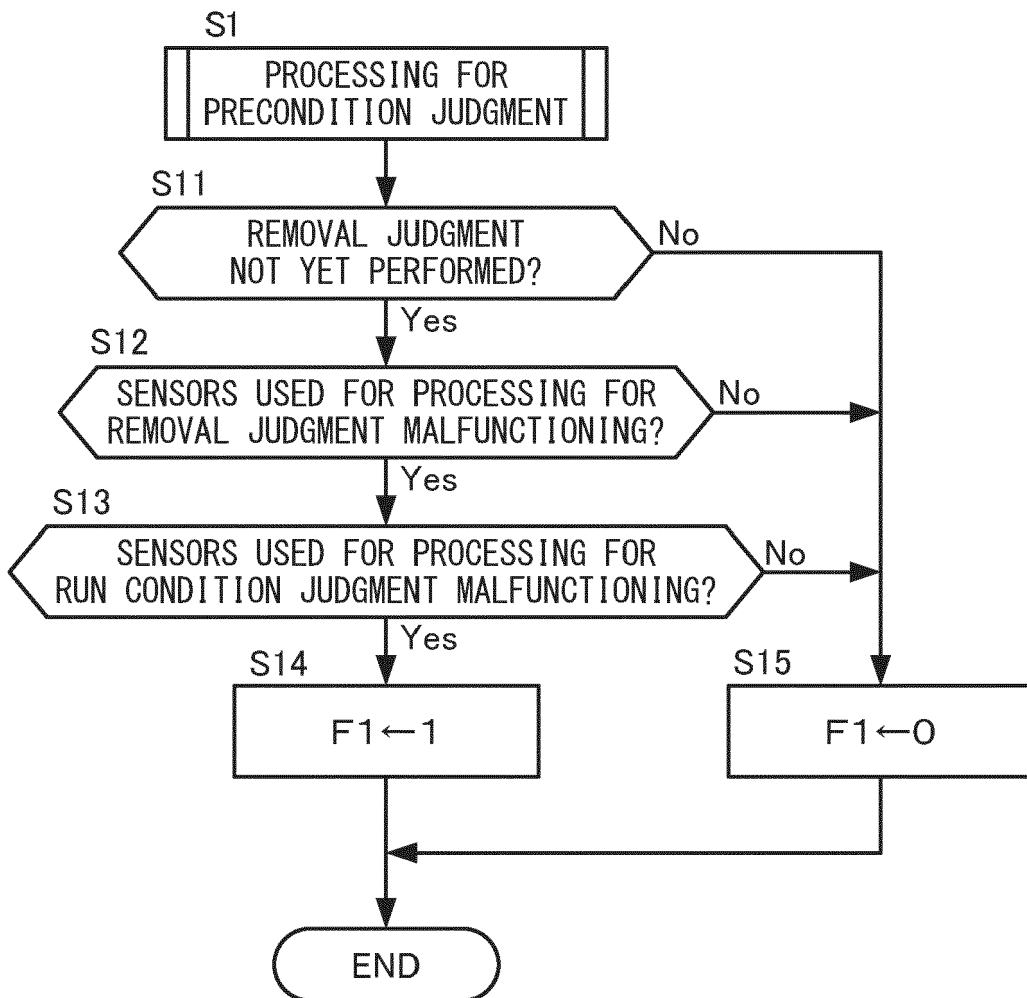 S1
PROCESSING FOR
PRECONDITION JUDGMENT
S11
REMOVAL JUDGMENT
NOT YET PERFORMED?
No
Yes
S12
SENSORS USED FOR PROCESSING FOR
REMOVAL JUDGMENT MALFUNCTIONING?
No
Yes
S13
SENSORS USED FOR PROCESSING FOR
RUN CONDITION JUDGMENT MALFUNCTIONING?
No
Yes
S14
F1←1
S15
F1←0
END